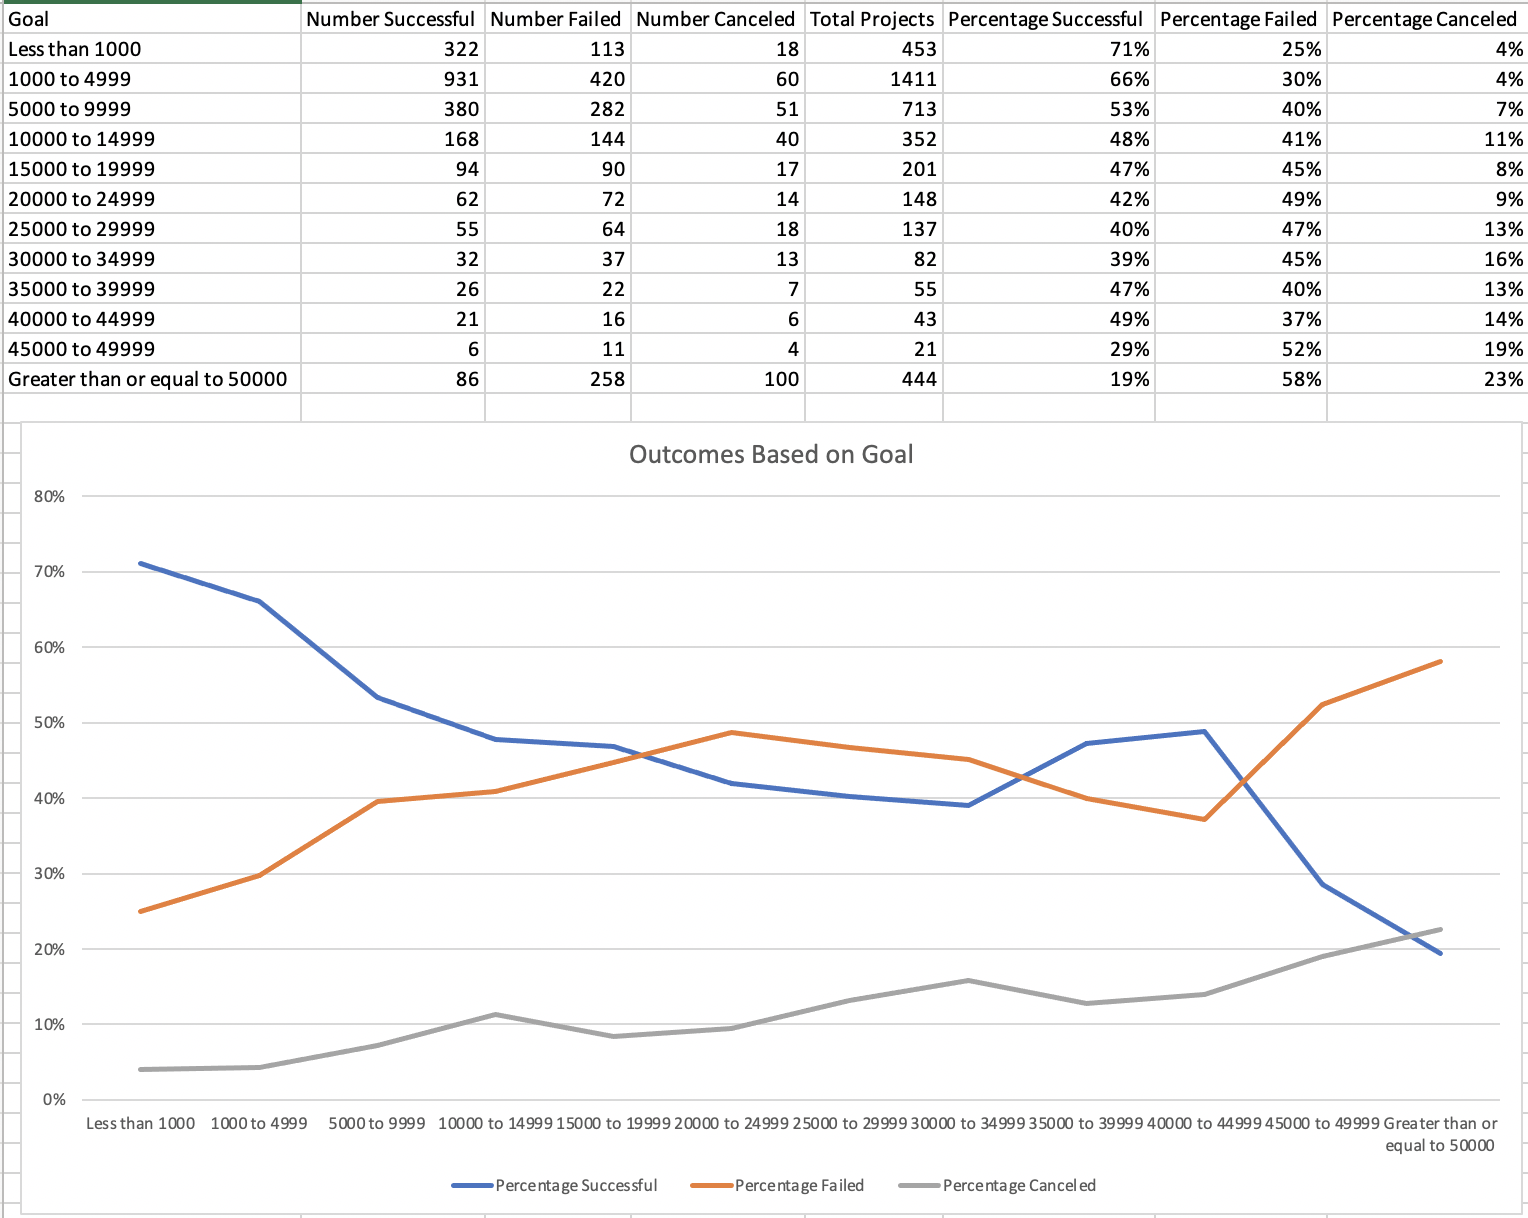 Goal Number Successful Number Failed Number Canceled Total Projects Percentage Successful Percentage Failed Percentage Canceled
Less than 1000 322 113 18 453 71% 25% 4%
1000 to 4999 931 420 60 1411 66% 30% 4%
5000 to 9999 380 282 51 713 53% 40% 7%
10000 to 14999 168 144 40 352 48% 41% 11%
15000 to 19999 94 90 17 201 47% 45% 8%
20000 to 24999 62 72 14 148 42% 49% 9%
25000 to 29999 55 64 18 137 40% 47% 13%
30000 to 34999 32 37 13 82 39% 45% 16%
35000 to 39999 26 22 7 55 47% 40% 13%
40000 to 44999 21 16 6 43 49% 37% 14%
45000 to 49999 6 11 4 21 29% 52% 19%
Greater than or equal to 50000 86 258 100 444 19% 58% 23%
Outcomes Based on Goal
80%
70%
60%
50%
40%
30%
20%
10%
0%
Less than 1000 1000 to 4999 5000 to 9999 10000 to 14999 15000 to 19999 20000 to 24999 25000 to 29999 30000 to 34999 35000 to 39999 40000 to 44999 45000 to 49999 Greater than or
equal to 50000
Percentage Successful Percentage Failed Percentage Canceled